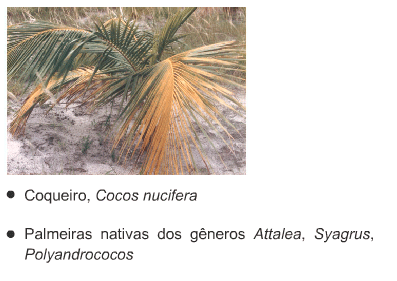 • Coqueiro, Cocos nucifera
• Palmeiras nativas dos gêneros Attalea, Syagrus,
Polyandrococos